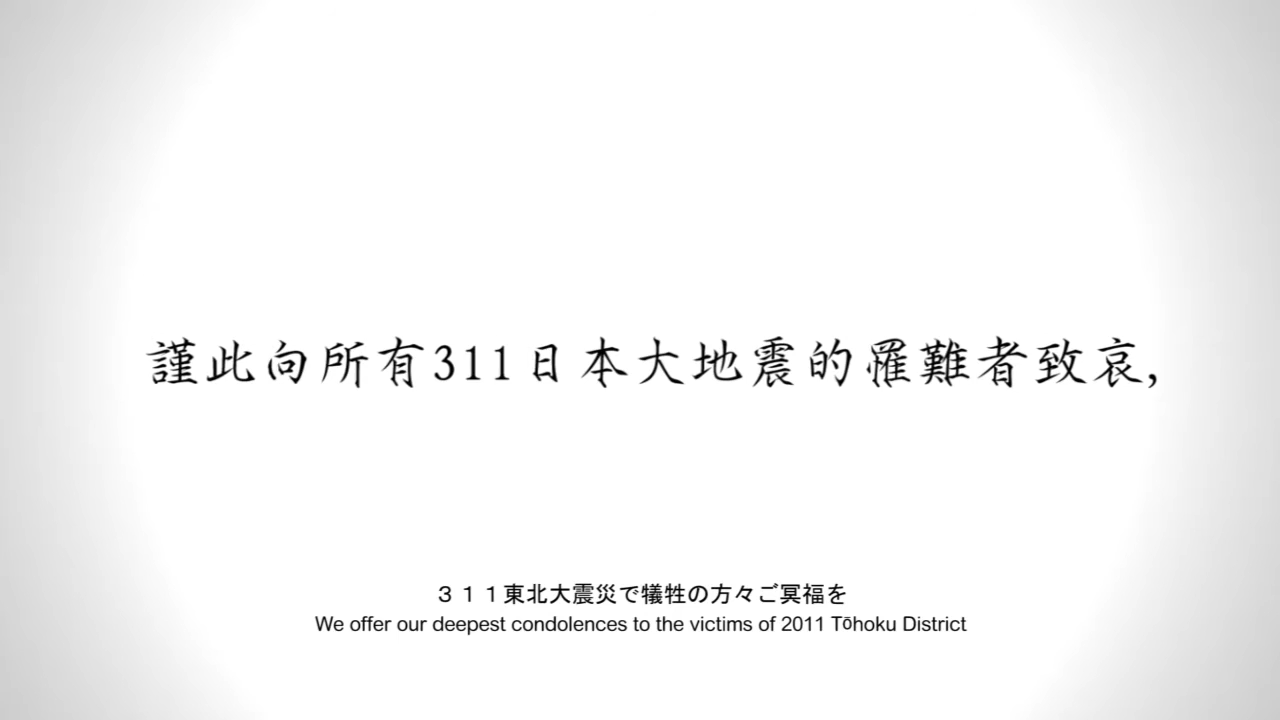 謹此向所有311日本大地震的罹難者致哀,
３１１東北大震災で犠牲の方々ご冥福を
We offer our deepest condolences to the victims of 2011 Tōhoku District